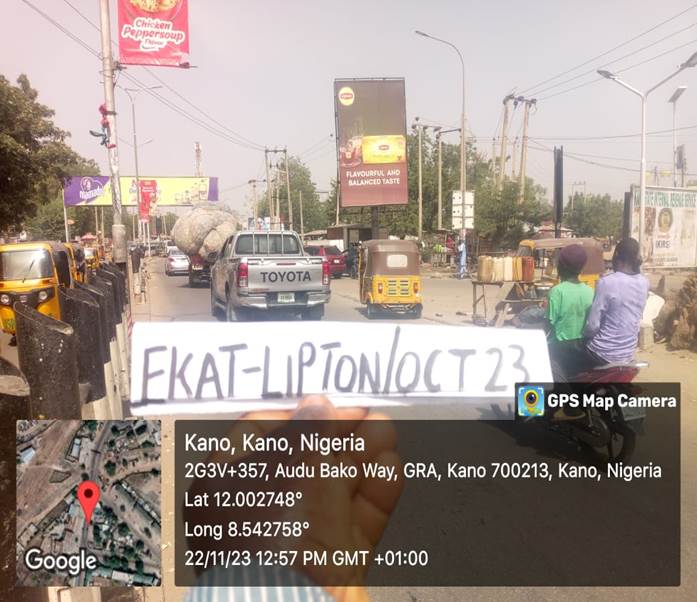 Chicken
Peppersoup
Flavour
Lipton
FLAVOURFUL AND
BALANCED TASTE
TOYOTA
EKAT-LIPTON/OCT 23
GPS Map Camera
Kano, Kano, Nigeria
2G3V+357, Audu Bako Way, GRA, Kano 700213, Kano, Nigeria
Lat 12.002748°
Long 8.542758°
22/11/23 12:57 PM GMT +01:00
Google